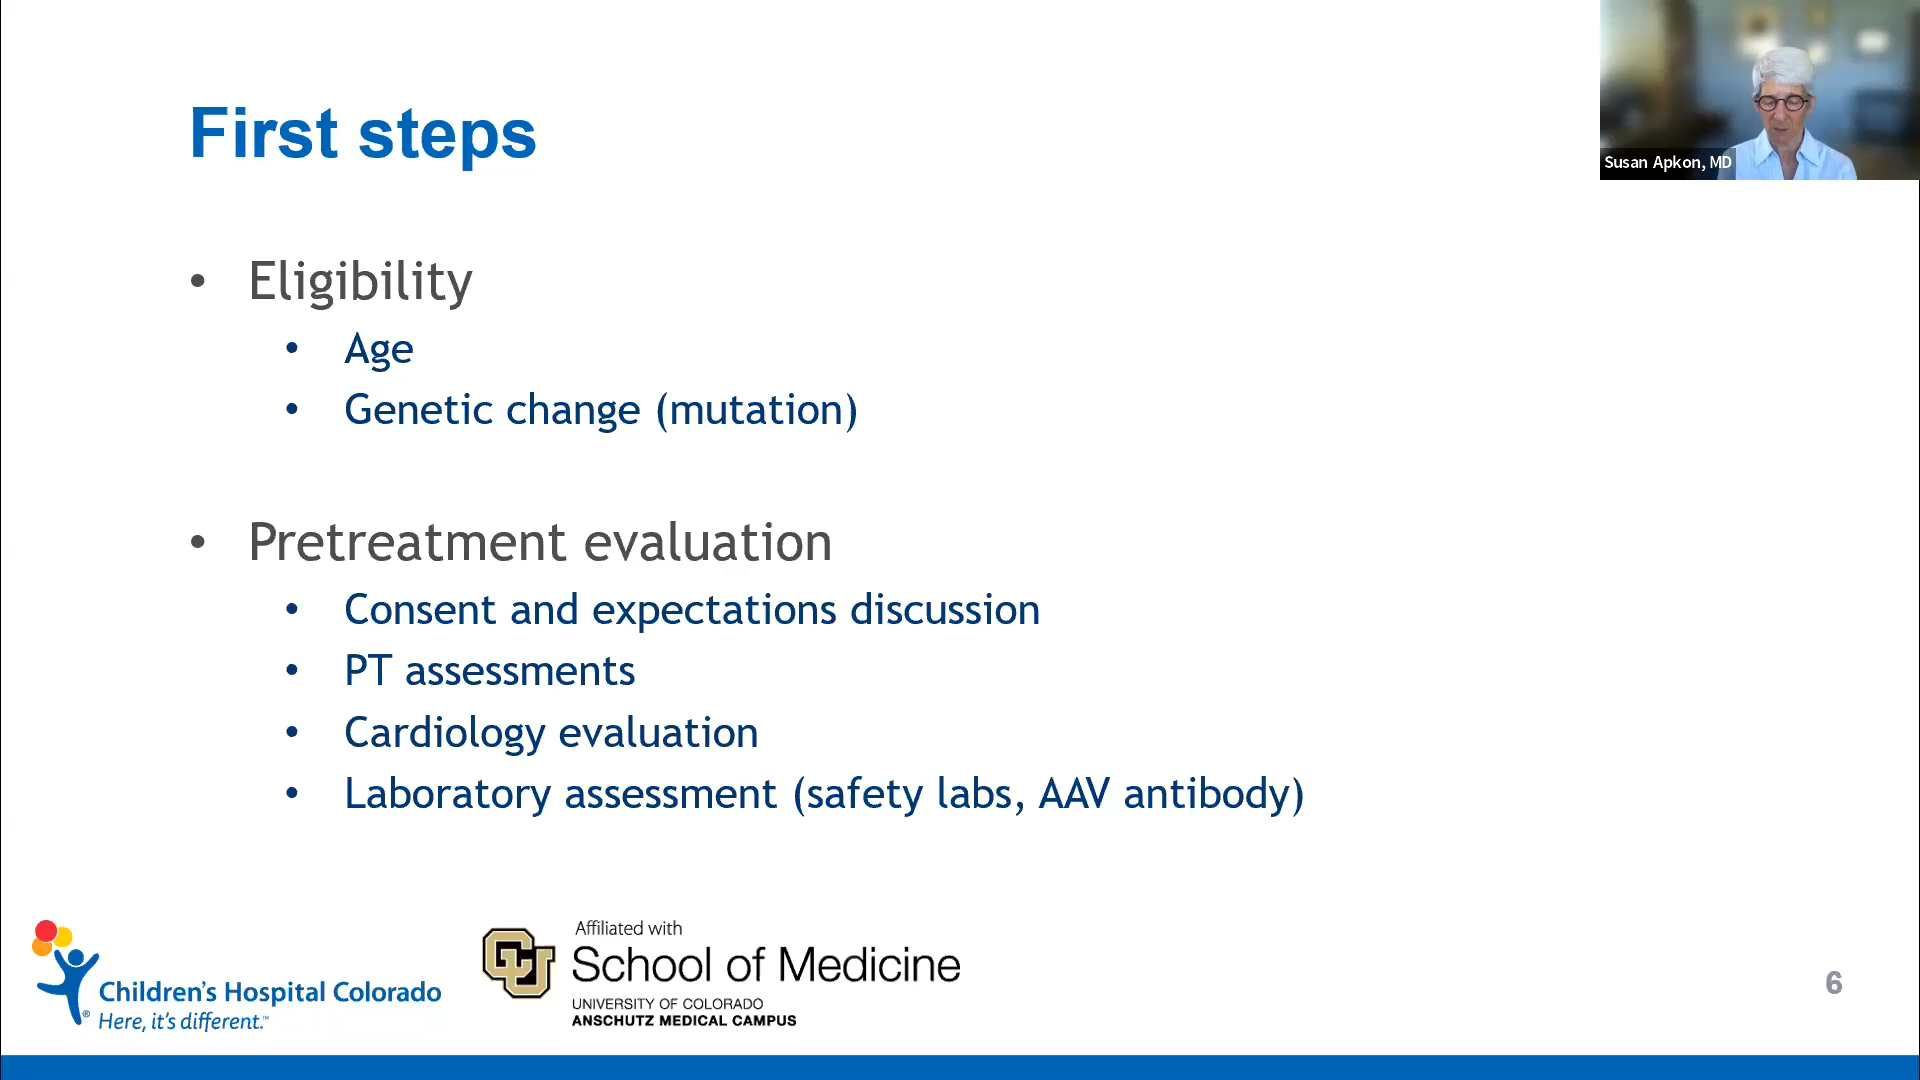 First steps
Susan Apkon, MD
• Eligibility
• Age
• Genetic change (mutation)
• Pretreatment evaluation
• Consent and expectations discussion
• PT assessments
• Cardiology evaluation
• Laboratory assessment (safety labs, AAV antibody)
Children's Hospital Colorado
Here, it's different.™
Affiliated with
CU
School of Medicine
UNIVERSITY OF COLORADO
ANSCHUTZ MEDICAL CAMPUS
6